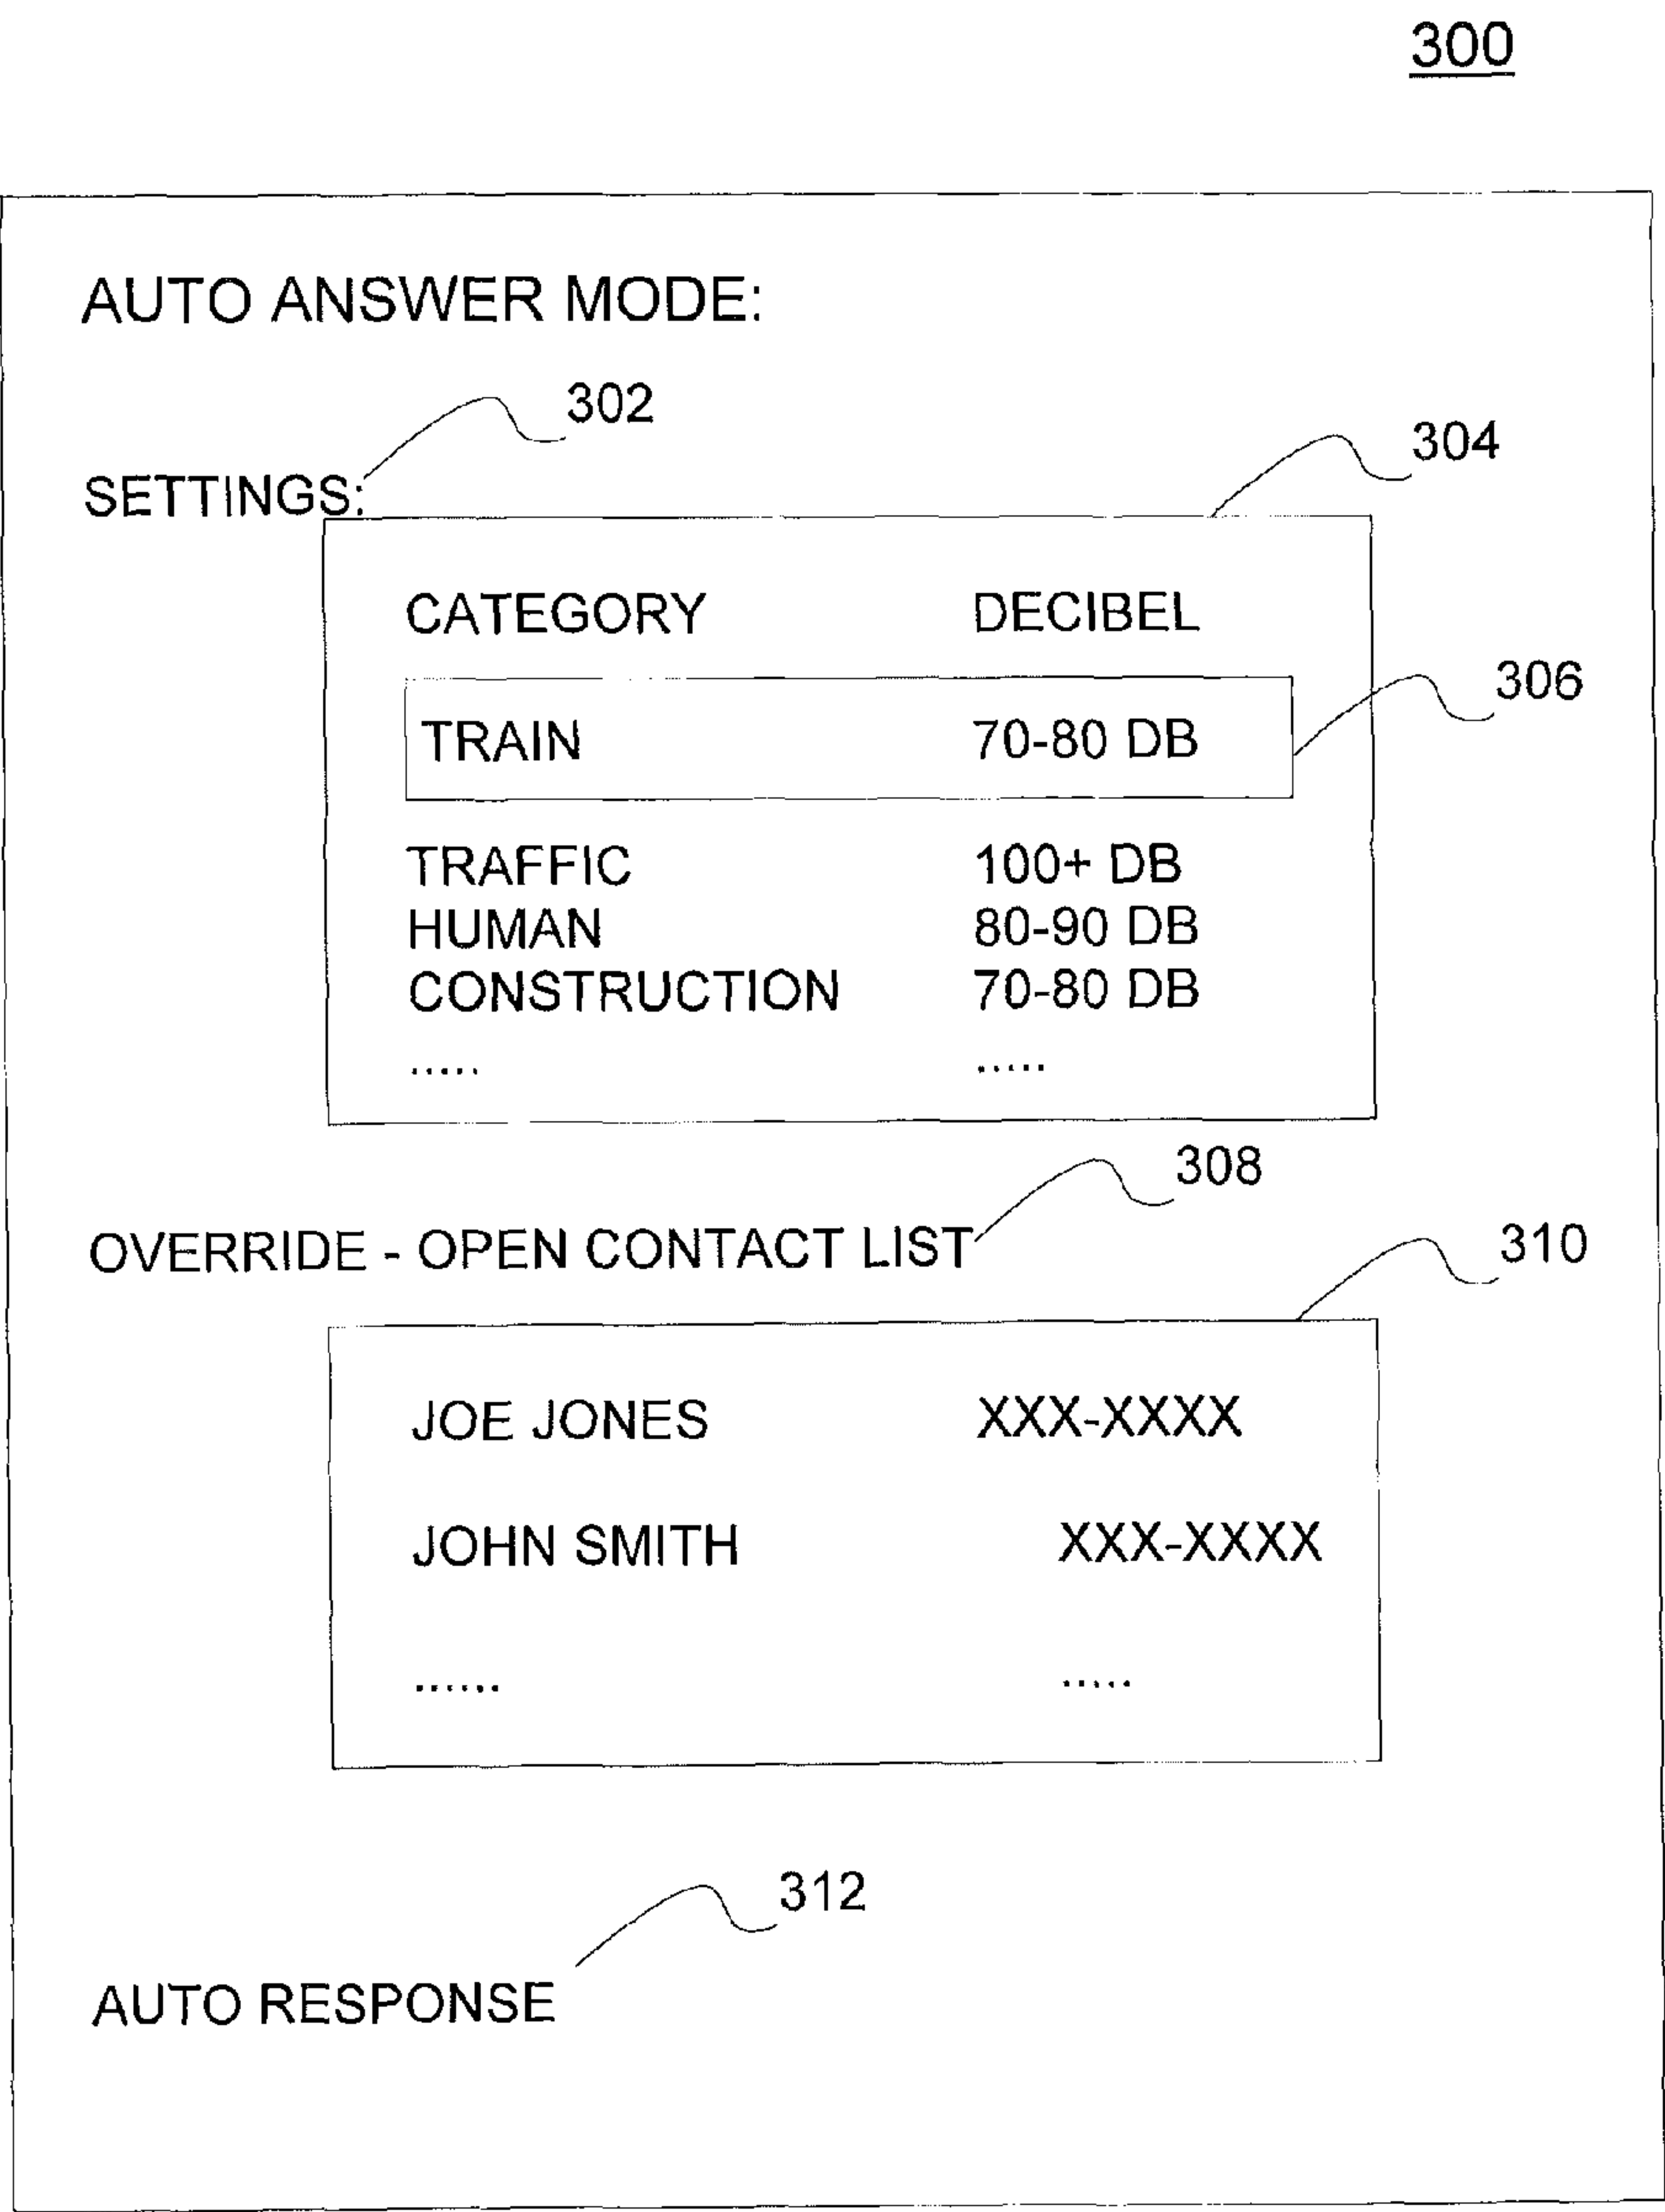 300
AUTO ANSWER MODE:
302
SETTINGS:
304
CATEGORY DECIBEL
306
TRAIN 70-80 DB
TRAFFIC 100+ DB
HUMAN 80-90 DB
CONSTRUCTION 70-80 DB
..... .....
308
OVERRIDE - OPEN CONTACT LIST
310
JOE JONES XXX-XXXX
JOHN SMITH XXX-XXXX
...... .....
312
AUTO RESPONSE